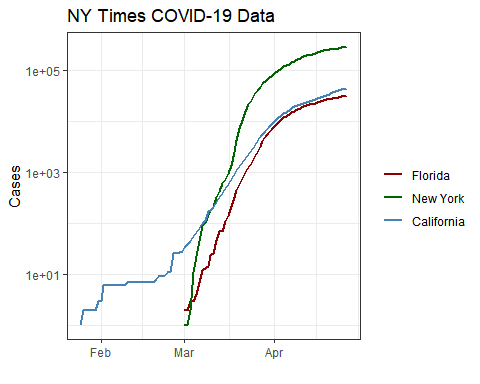 NY Times COVID-19 Data
1e+05
1e+03
1e+01
Cases
Feb Mar Apr
Florida
New York
California